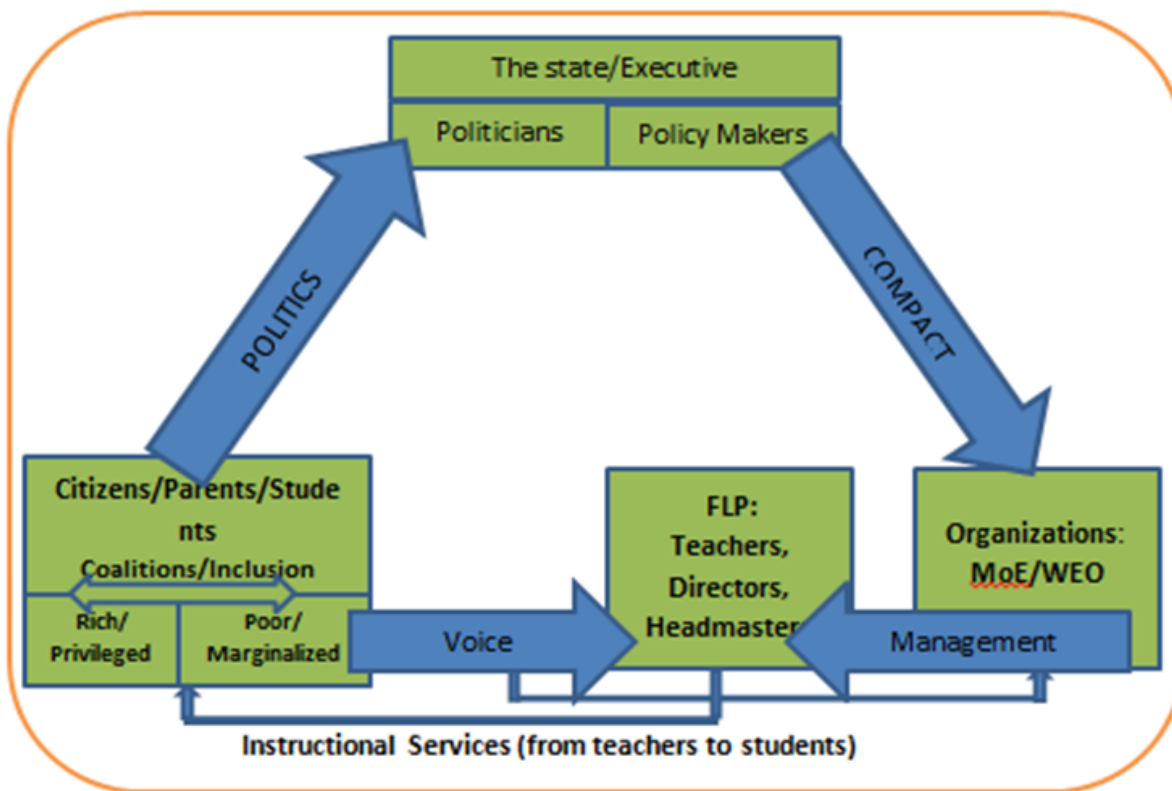 The state/Executive
Politicians
Policy Makers
POLITICS
COMPACT
Citizens/Parents/Stude
nts
Coalitions/Inclusion
Rich/
Privileged
Poor/
Marginalized
Voice
FLP:
Teachers,
Directors,
Headmasters
Organizations:
MoE/WEO
Management
Instructional Services (from teachers to students)